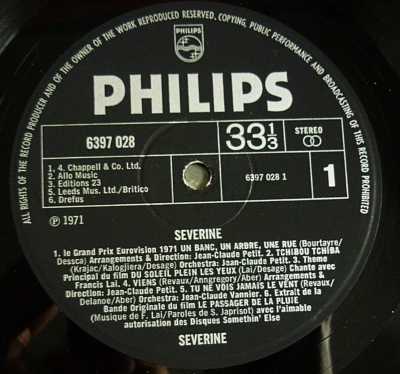 ALL RIGHTS OF THE RECORD PRODUCER AND OF THE OWNER OF THE WORK REPRODUCED RESERVED. COPYING, PUBLIC PERFORMANCE AND BROADCASTING OF THIS RECORD PROHIBITED
PHILIPS
PHILIPS
6397 028
33 1/3
STEREO
1, 4. Chappell & Co. Ltd.
2. Allo Music
3. Editions 23
5. Leeds Mus. Ltd./Britico
6. Drefus
6397 028 1
1
℗ 1971
SEVERINE
1. le Grand Prix Eurovision 1971 UN BANC, UN ARBRE, UNE RUE (Bourtayre/
Dessca) Arrangements & Direction: Jean-Claude Petit. 2. TCHIBOU TCHIBA
(Krajac/Kalogjiera/Desage) Orchestra: Jean-Claude Petit. 3. Theme
Principal du film DU SOLEIL PLEIN LES YEUX (Lai/Desage) Chante avec
Francis Lai. 4. VIENS (Revaux/Anngregory/Aber) Arrangements &
Direction: Jean-Claude Petit. 5. TU NE VOIS JAMAIS LE VENT (Revaux/
Delanoe/Aber) Orchestra: Jean-Claude Vannier. 6. Extrait de la
Bande Originale du film LE PASSAGER DE LA PLUIE
(Musique de F. Lai/Paroles de S. Japrisot) avec l'aimable
autorisation des Disques Somethin' Else
SEVERINE